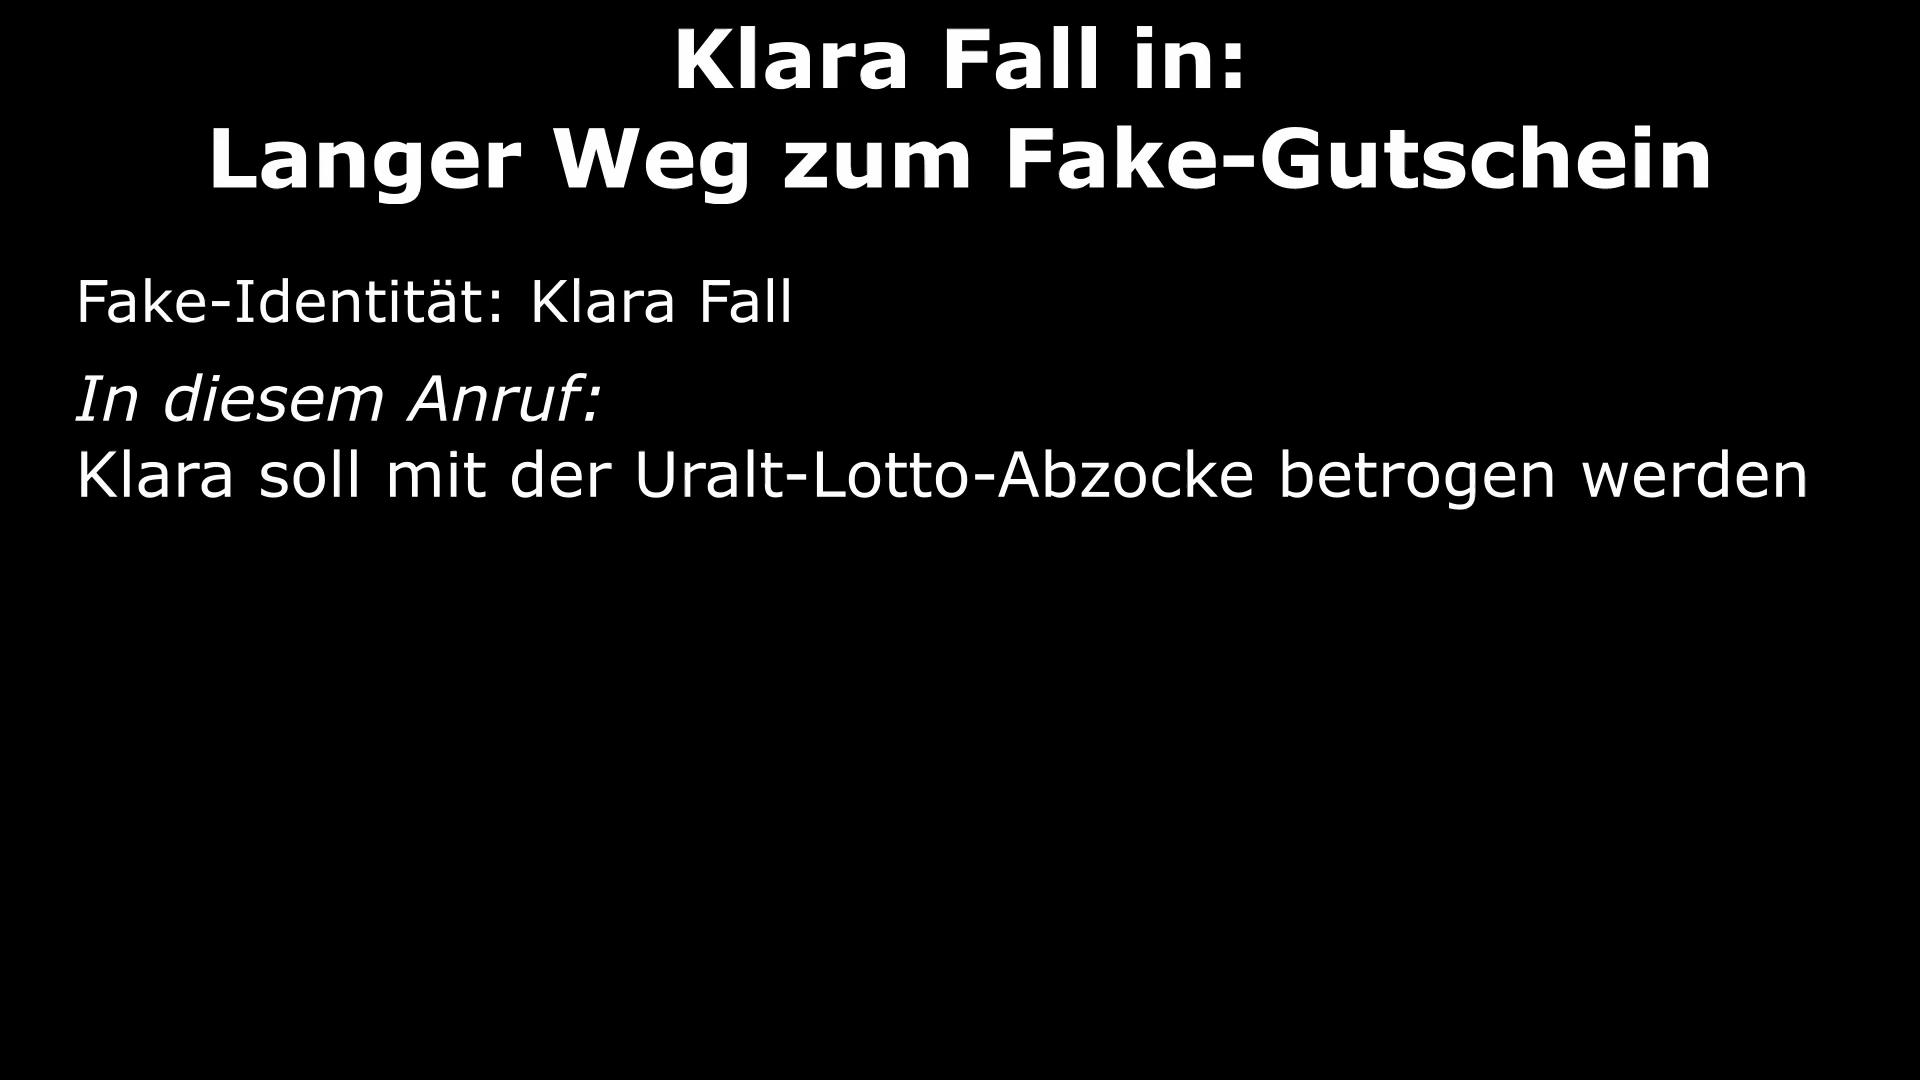 Klara Fall in:
Langer Weg zum Fake-Gutschein
Fake-Identität: Klara Fall
In diesem Anruf:
Klara soll mit der Uralt-Lotto-Abzocke betrogen werden